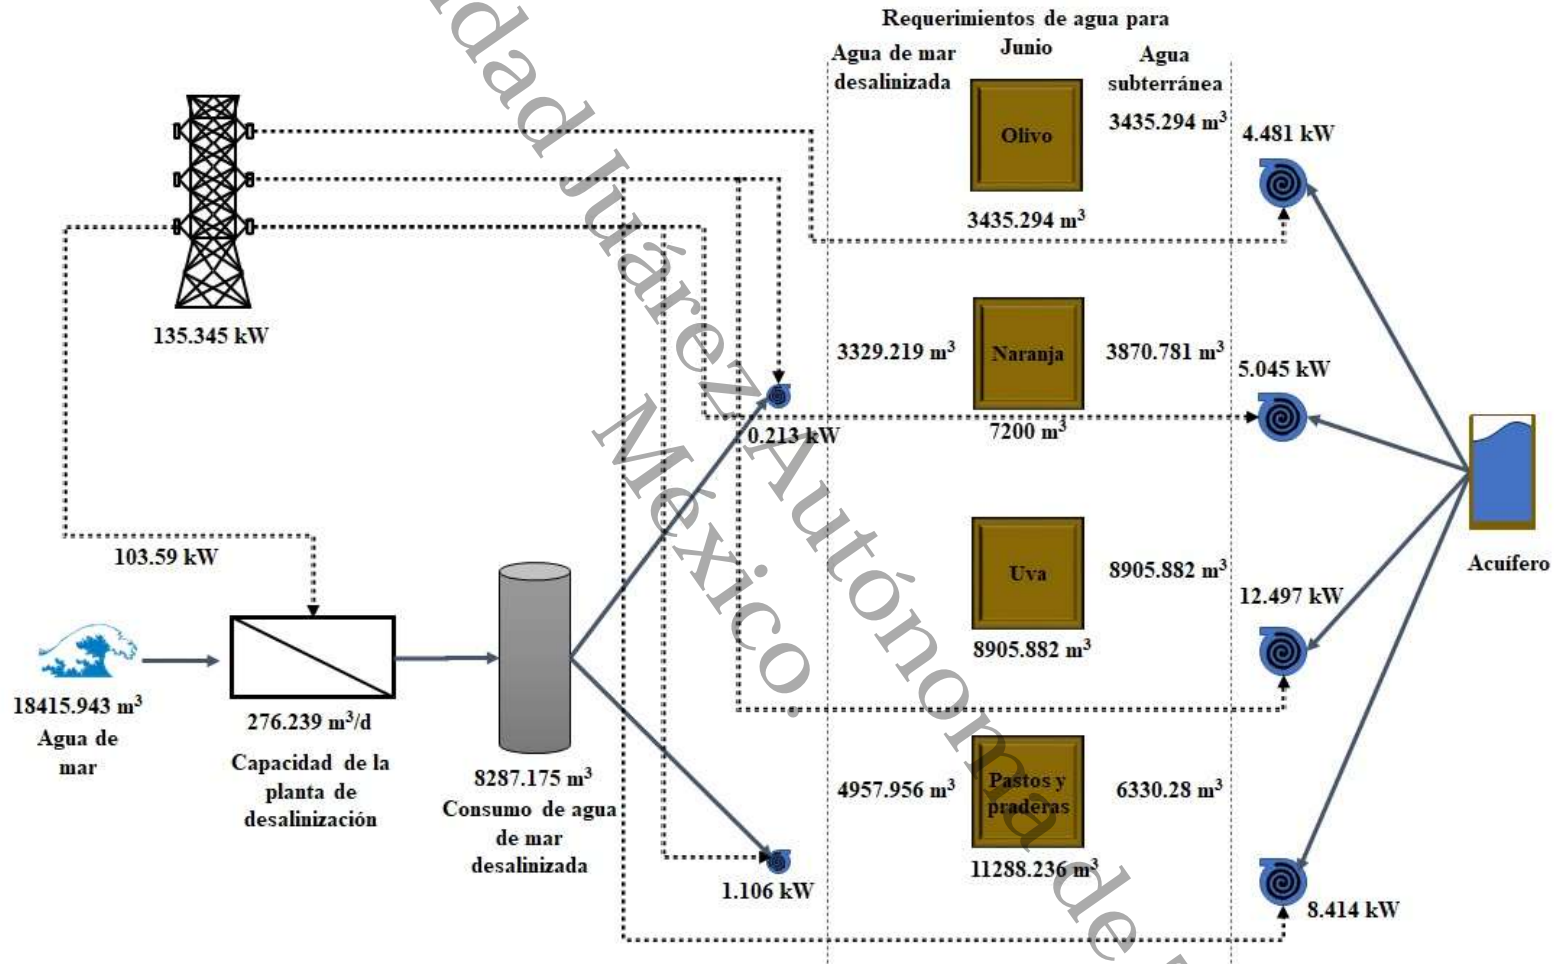 Requerimientos de agua para
Junio
Agua de mar
desalinizada
Agua
subterránea
135.345 kW
103.59 kW
18415.943 m³
Agua de
mar
276.239 m³/d
Capacidad de la
planta de
desalinización
8287.175 m³
Consumo de agua
de mar
desalinizada
0.213 kW
1.106 kW
Olivo
3435.294 m³
3435.294 m³
4.481 kW
3329.219 m³
Naranja
3870.781 m³
7200 m³
5.045 kW
Uva
8905.882 m³
8905.882 m³
12.497 kW
4957.956 m³
Pastos y
praderas
6330.28 m³
11288.236 m³
8.414 kW
Acuífero
Juárez Autónoma de
México.